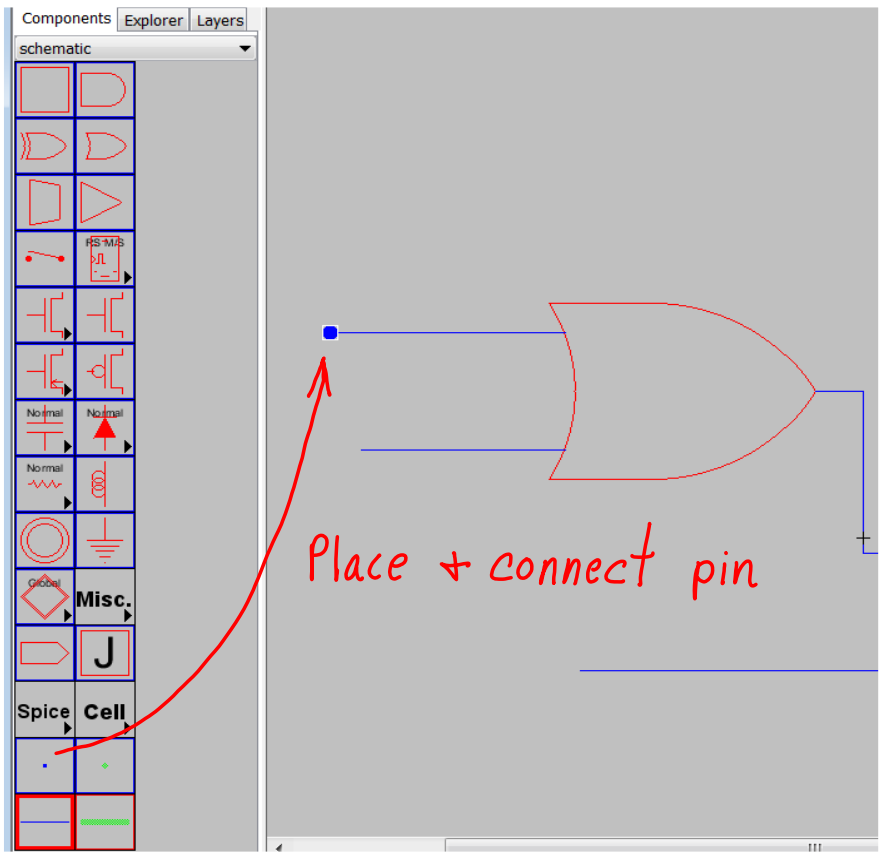 Components Explorer Layers
schematic
RS-M/S
Normal Normal
Normal
Global Misc.
J
Spice Cell
Place + connect pin